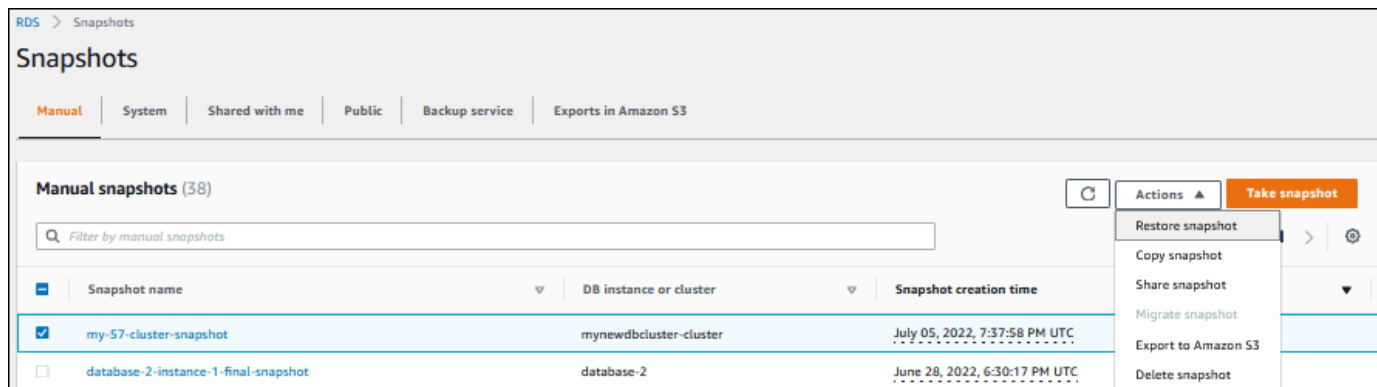 RDS > Snapshots
Snapshots
Manual System Shared with me Public Backup service Exports in Amazon S3
Manual snapshots (38)
Actions Take snapshot
Filter by manual snapshots
Restore snapshot
Copy snapshot
Snapshot name DB instance or cluster Snapshot creation time
Share snapshot
Migrate snapshot
my-57-cluster-snapshot mynewdbcluster-cluster July 05, 2022, 7:37:58 PM UTC
Export to Amazon S3
database-2-instance-1-final-snapshot database-2 June 28, 2022, 6:30:17 PM UTC
Delete snapshot